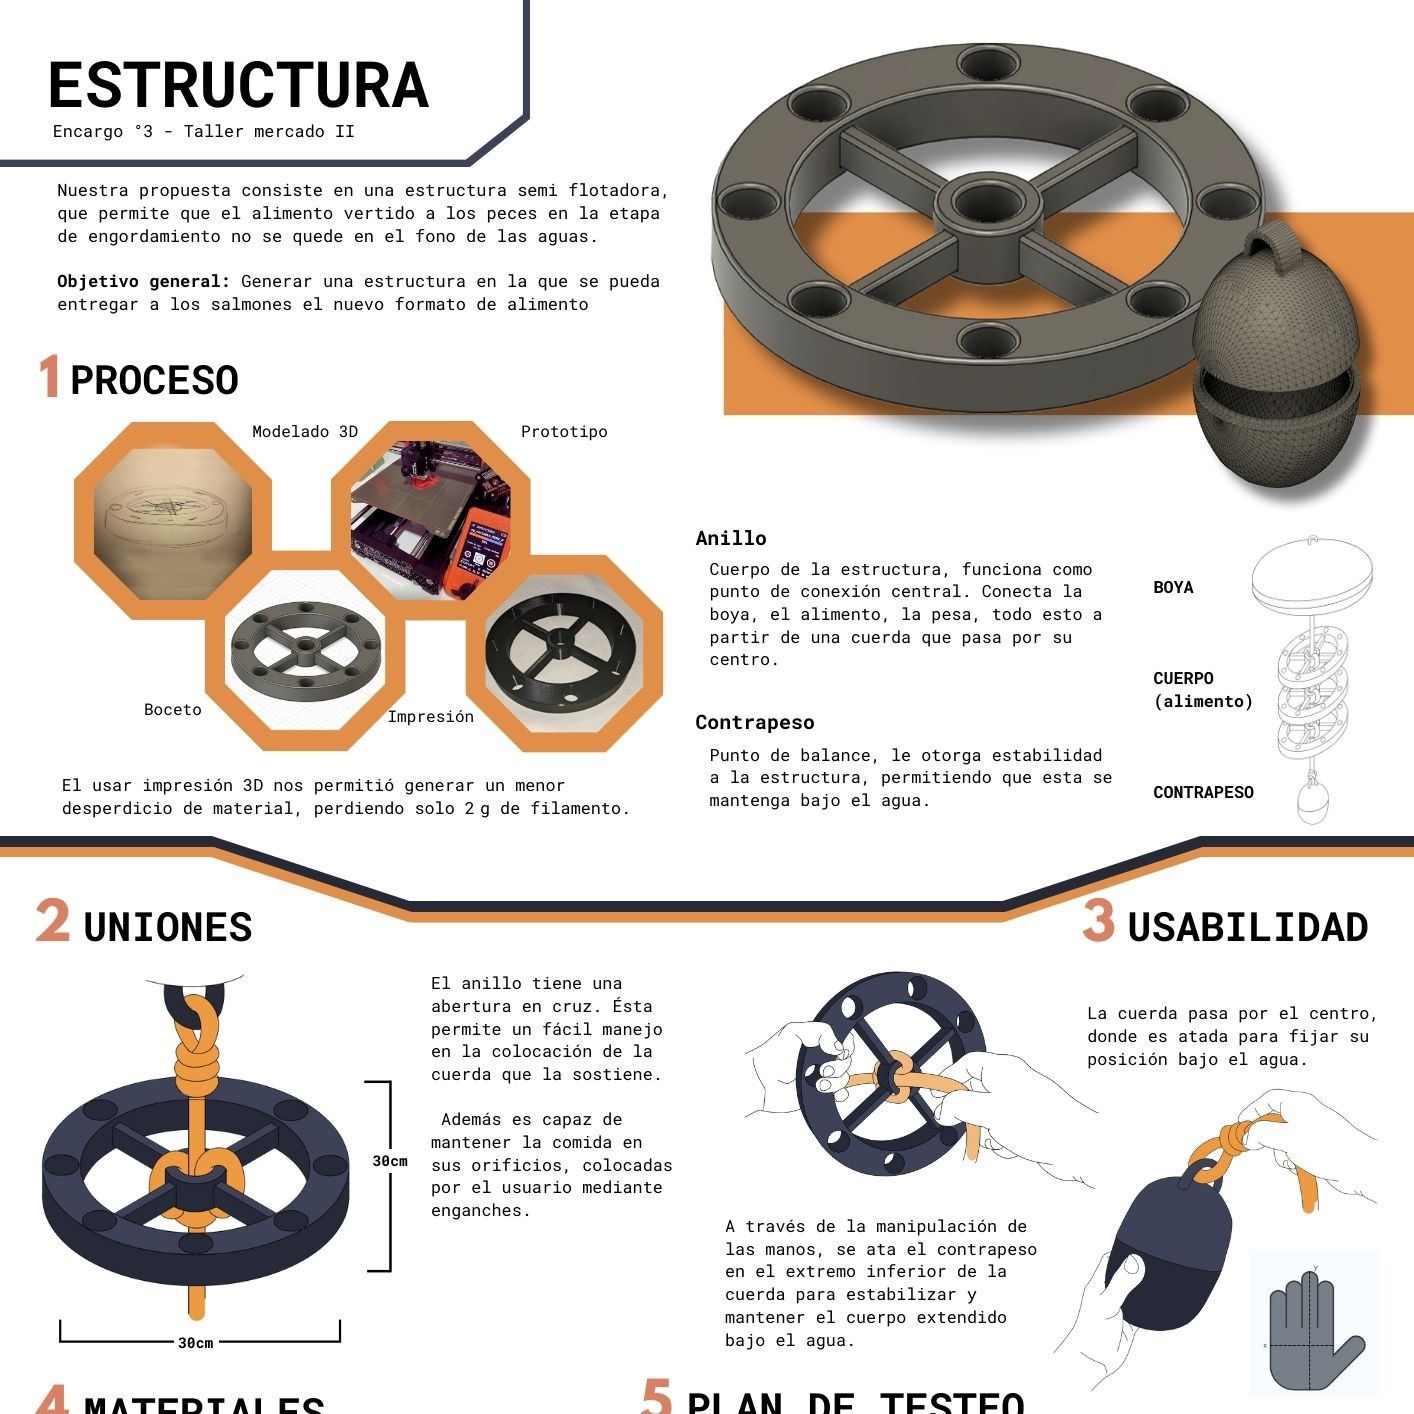 ESTRUCTURA
Encargo °3 - Taller mercado II
Nuestra propuesta consiste en una estructura semi flotadora,
que permite que el alimento vertido a los peces en la etapa
de engordamiento no se quede en el fono de las aguas.
Objetivo general: Generar una estructura en la que se pueda
entregar a los salmones el nuevo formato de alimento
1 PROCESO
Modelado 3D
Prototipo
Boceto
Impresión
El usar impresión 3D nos permitió generar un menor
desperdicio de material, perdiendo solo 2 g de filamento.
Anillo
Cuerpo de la estructura, funciona como
punto de conexión central. Conecta la
boya, el alimento, la pesa, todo esto a
partir de una cuerda que pasa por su
centro.
Contrapeso
Punto de balance, le otorga estabilidad
a la estructura, permitiendo que esta se
mantenga bajo el agua.
BOYA
CUERPO
(alimento)
CONTRAPESO
2 UNIONES
El anillo tiene una
abertura en cruz. Ésta
permite un fácil manejo
en la colocación de la
cuerda que la sostiene.
Además es capaz de
mantener la comida en
sus orificios, colocadas
por el usuario mediante
enganches.
30cm
30cm
3 USABILIDAD
La cuerda pasa por el centro,
donde es atada para fijar su
posición bajo el agua.
A través de la manipulación de
las manos, se ata el contrapeso
en el extremo inferior de la
cuerda para estabilizar y
mantener el cuerpo extendido
bajo el agua.
y
x
4 MATERIALES
5 PLAN DE TESTEO